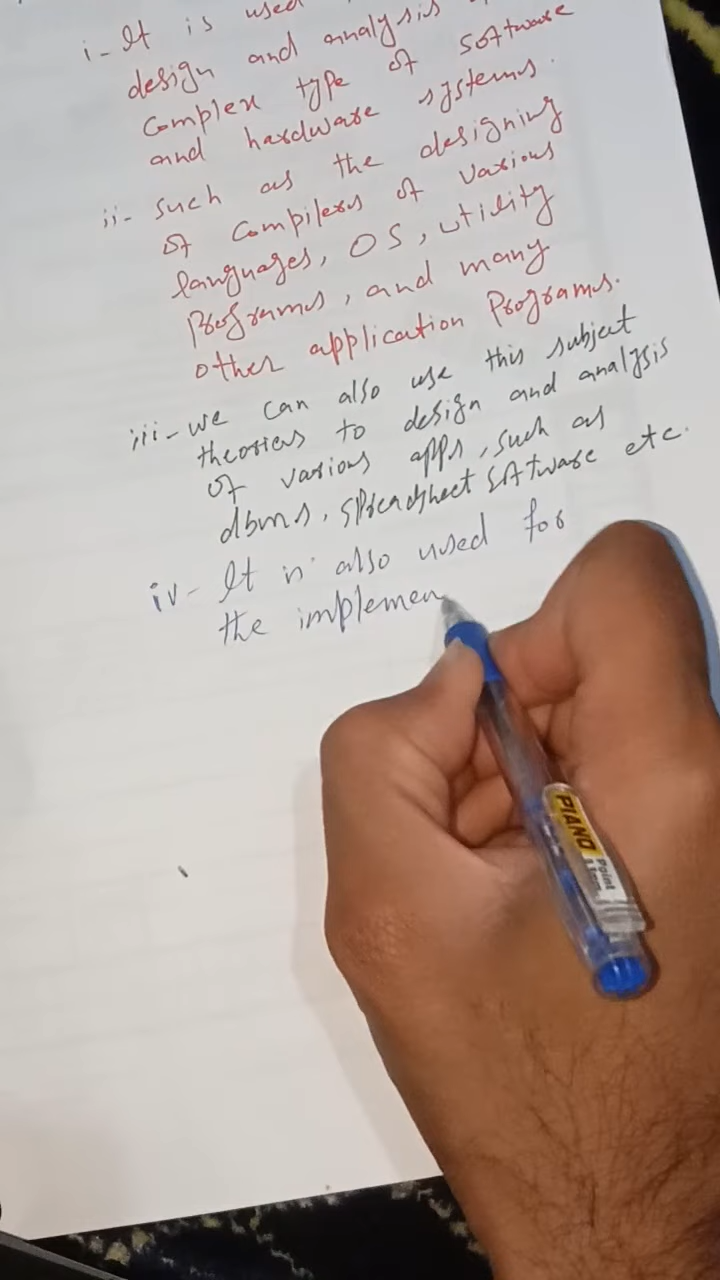 i- It is used
design and analysis
complex type of software
and hardware systems.
ii- Such as the designing
of compilers of various
languages, OS, utility
Programs, and many
other application Programs.
iii- we can also use this subject
theories to design and analysis
of various apps, such as
dbms, spreadsheet software etc.
iv- It is also used for
the implemen
PIANO
Point